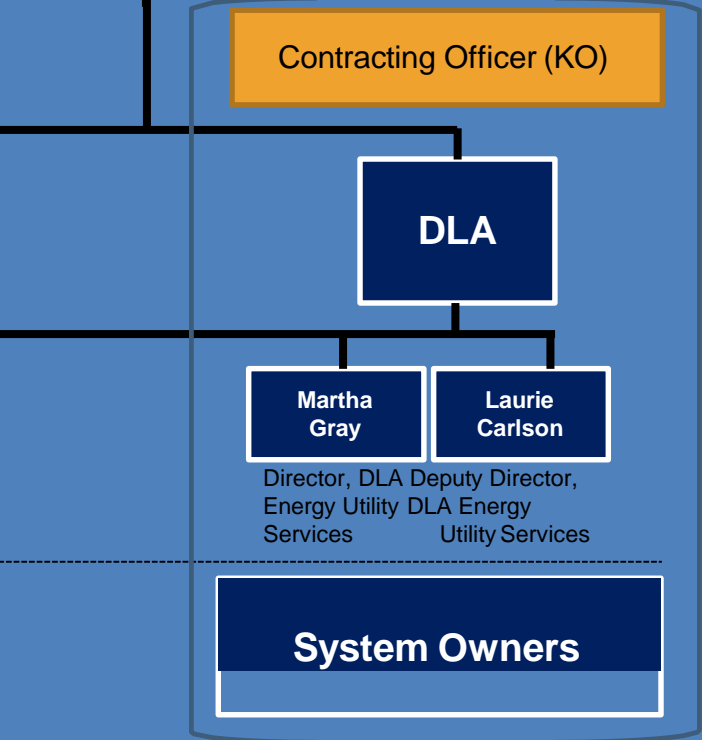 Contracting Officer (KO)
DLA
Martha
Gray
Laurie
Carlson
Director, DLA
Energy Utility
Services
Deputy Director,
DLA Energy
Utility Services
System Owners